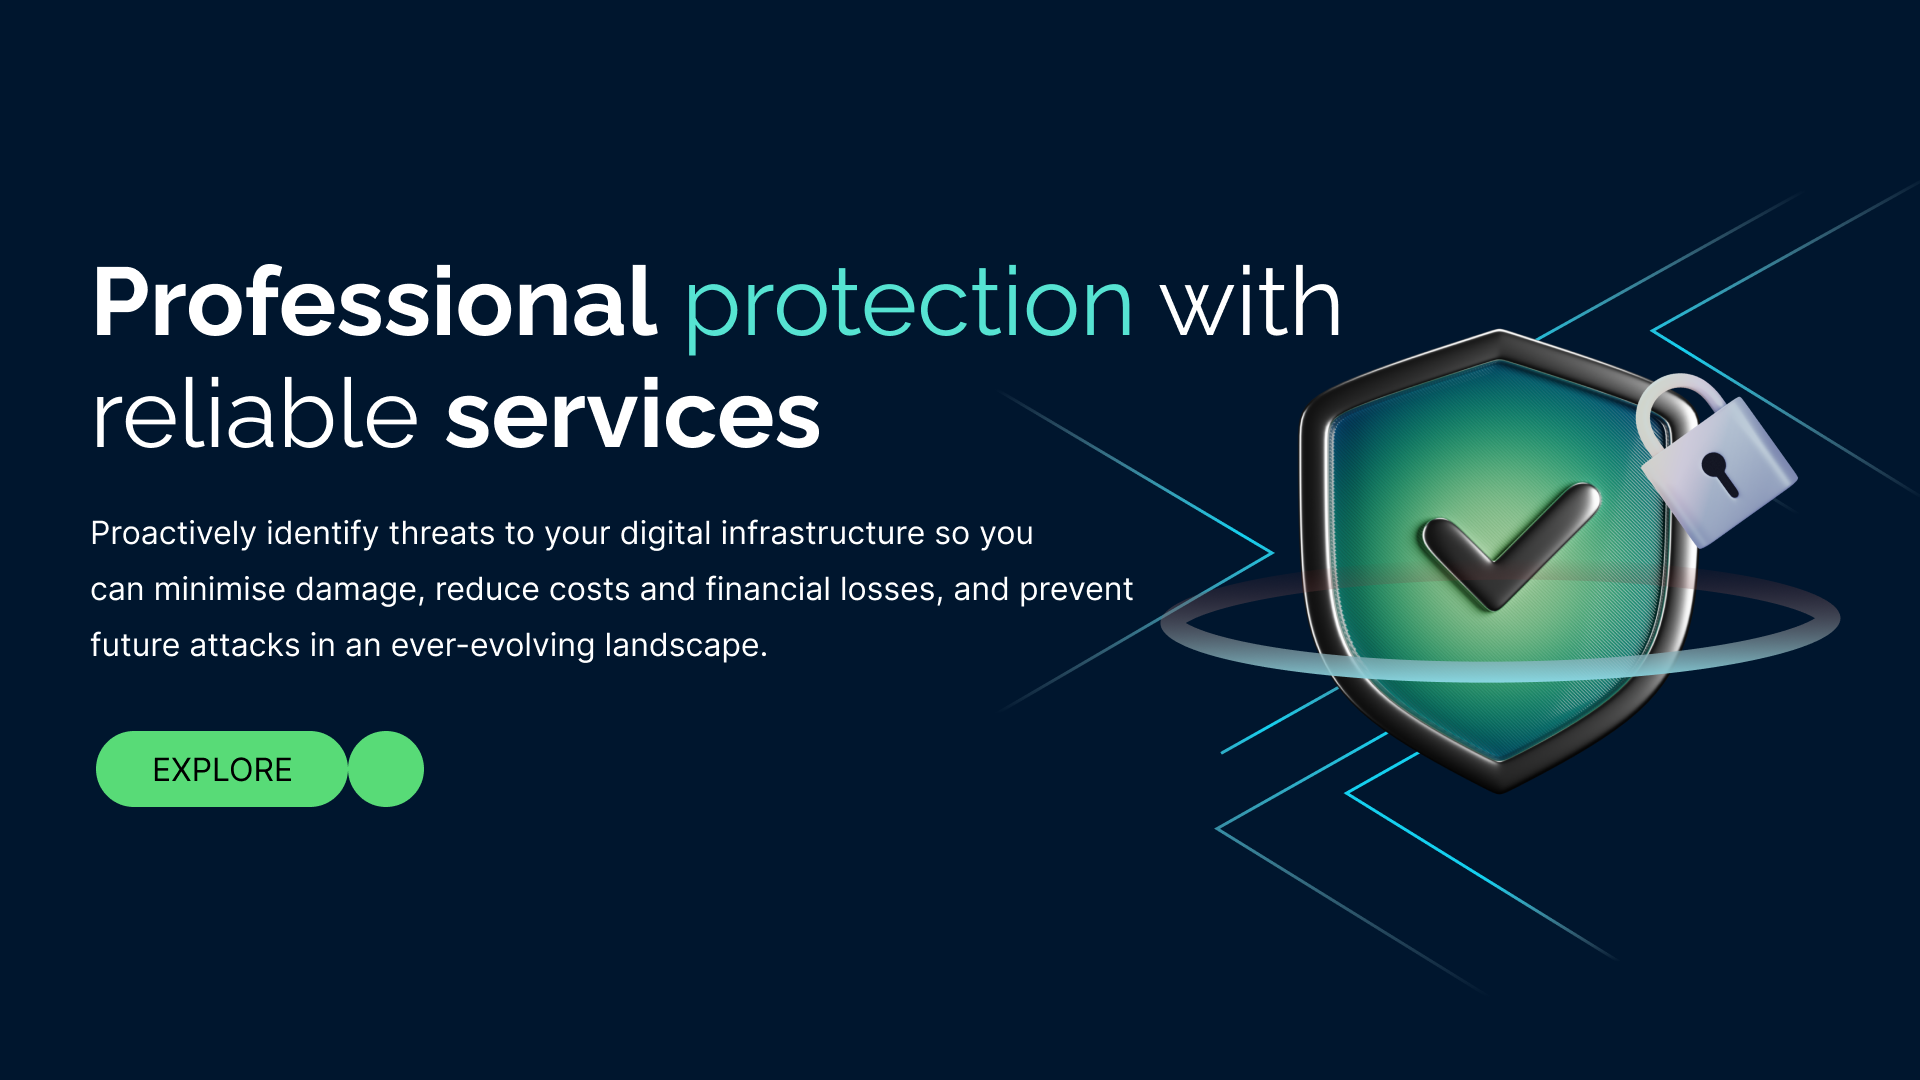 Professional protection with
reliable services
Proactively identify threats to your digital infrastructure so you
can minimise damage, reduce costs and financial losses, and prevent
future attacks in an ever-evolving landscape.
EXPLORE